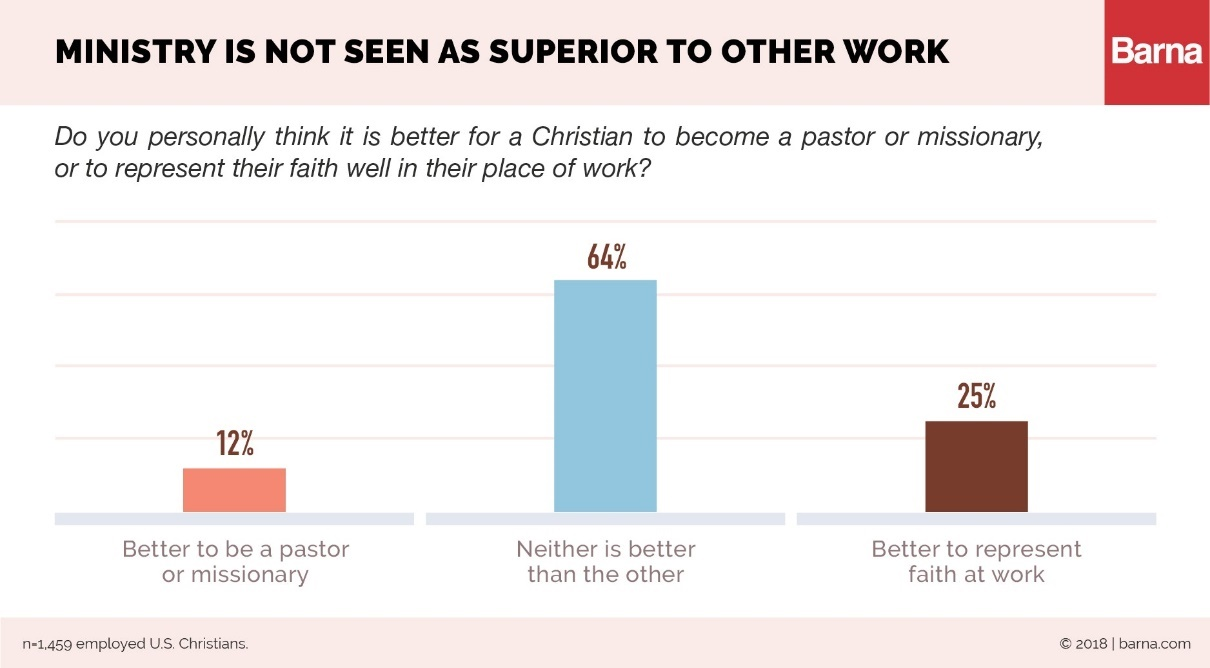 MINISTRY IS NOT SEEN AS SUPERIOR TO OTHER WORK
Barna
Do you personally think it is better for a Christian to become a pastor or missionary,
or to represent their faith well in their place of work?
12%
64%
25%
Better to be a pastor
or missionary
Neither is better
than the other
Better to represent
faith at work
n=1,459 employed U.S. Christians.
© 2018 | barna.com